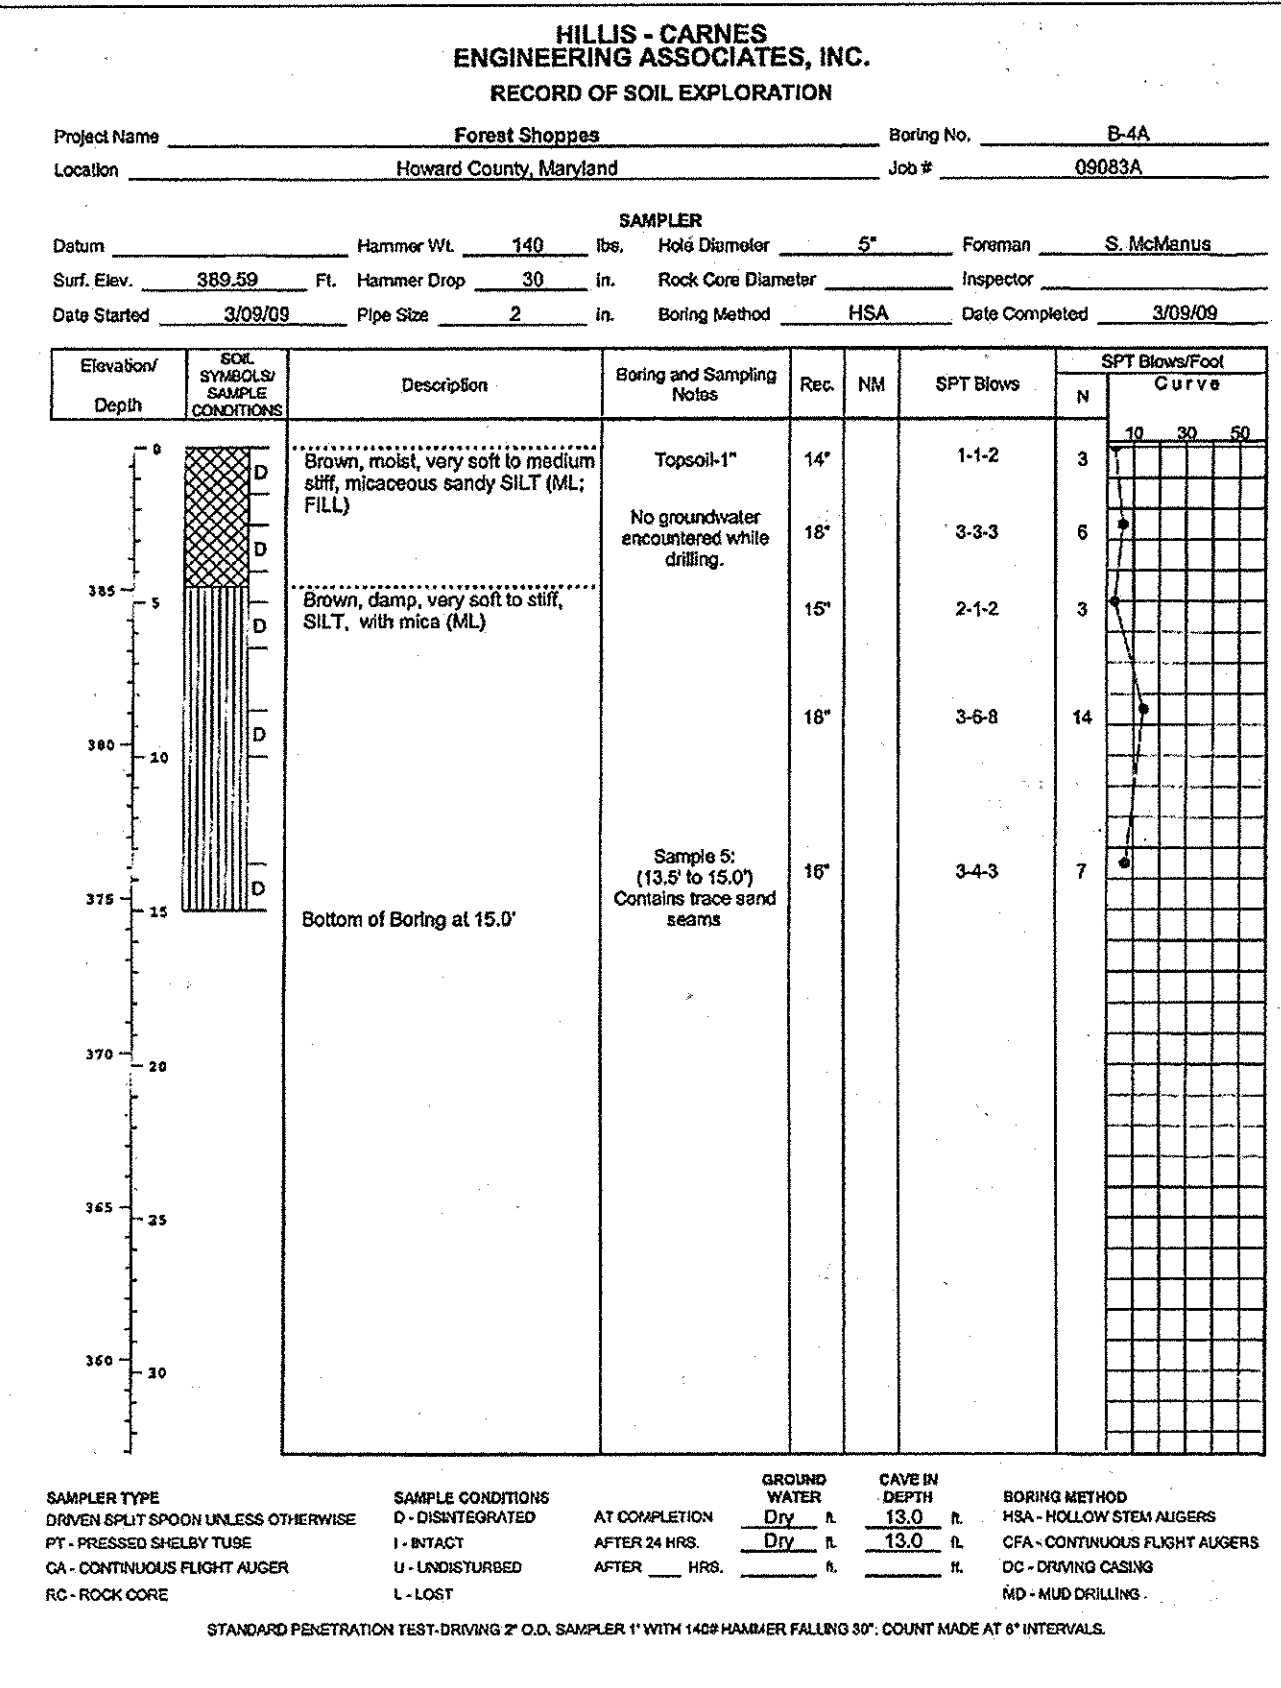 HILLIS - CARNES
ENGINEERING ASSOCIATES, INC.
RECORD OF SOIL EXPLORATION
Project Name Forest Shoppes Boring No. B-4A
Location Howard County, Maryland Job # 09083A
SAMPLER
Datum Hammer Wt. 140 lbs. Hole Diameter 5" Foreman S. McManus
Surf. Elev. 389.59 Ft. Hammer Drop 30 in. Rock Core Diameter Inspector
Date Started 3/09/09 Pipe Size 2 in. Boring Method HSA Date Completed 3/09/09
Elevation/
Depth
SOIL
SYMBOLS/
SAMPLE
CONDITIONS
Description
Boring and Sampling
Notes
Rec.
NM
SPT Blows
SPT Blows/Foot
N
Curve
10 30 50
0
D
Brown, moist, very soft to medium
stiff, micaceous sandy SILT (ML;
FILL)
Topsoil-1"
14"
1-1-2
3
No groundwater
encountered while
drilling.
D
18"
3-3-3
6
385
5
Brown, damp, very soft to stiff,
SILT, with mica (ML)
D
15"
2-1-2
3
D
18"
3-6-8
14
380
10
Sample 5:
(13.5' to 15.0')
Contains trace sand
seams
D
16"
3-4-3
7
375
15
Bottom of Boring at 15.0'
370
20
365
25
360
30
SAMPLER TYPE
DRIVEN SPLIT SPOON UNLESS OTHERWISE
PT - PRESSED SHELBY TUBE
CA - CONTINUOUS FLIGHT AUGER
RC - ROCK CORE
SAMPLE CONDITIONS
D - DISINTEGRATED
I - INTACT
U - UNDISTURBED
L - LOST
GROUND
WATER
CAVE IN
DEPTH
AT COMPLETION Dry ft. 13.0 ft.
AFTER 24 HRS. Dry ft. 13.0 ft.
AFTER ____ HRS. ft. ft.
BORING METHOD
HSA - HOLLOW STEM AUGERS
CFA - CONTINUOUS FLIGHT AUGERS
DC - DRIVING CASING
MD - MUD DRILLING
STANDARD PENETRATION TEST-DRIVING 2" O.D. SAMPLER 1' WITH 140# HAMMER FALLING 30": COUNT MADE AT 6" INTERVALS.